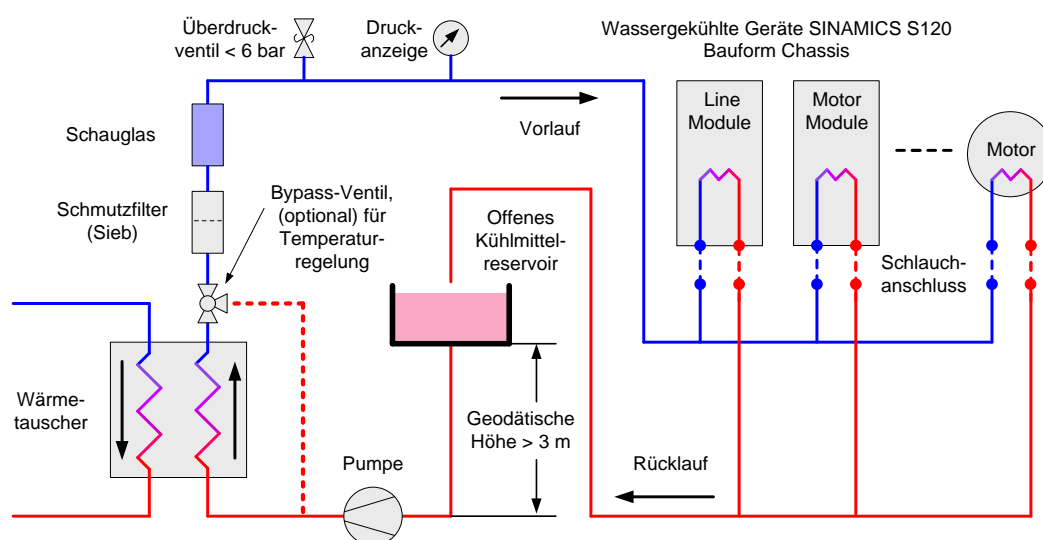 Überdruck-
ventil < 6 bar
Druck-
anzeige
Wassergekühlte Geräte SINAMICS S120
Bauform Chassis
Line
Module
Motor
Module
Motor
Vorlauf
Schauglas
Schmutzfilter
(Sieb)
Bypass-Ventil,
(optional) für
Temperatur-
regelung
Offenes
Kühlmittel-
reservoir
Schlauch-
anschluss
Wärme-
tauscher
Geodätische
Höhe > 3 m
Pumpe
Rücklauf